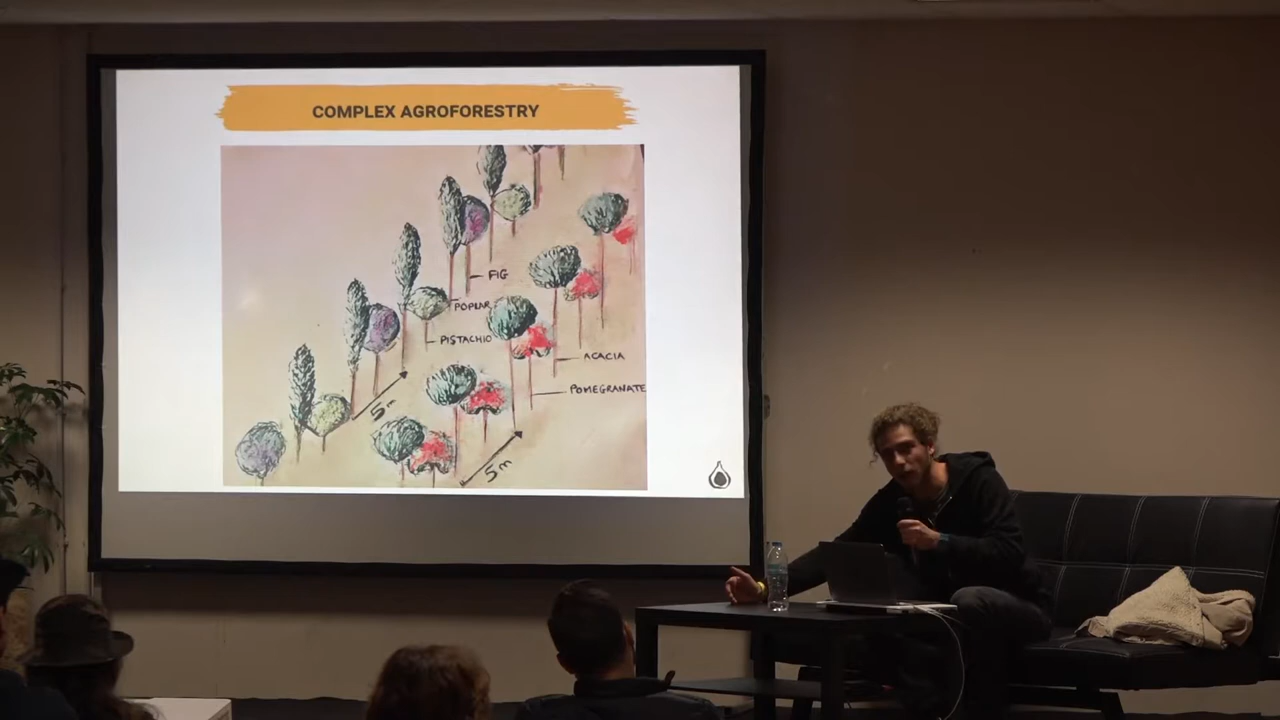 COMPLEX AGROFORESTRY
FIG
POPLAR
PISTACHIO
ACACIA
POMEGRANATE
5m
5m